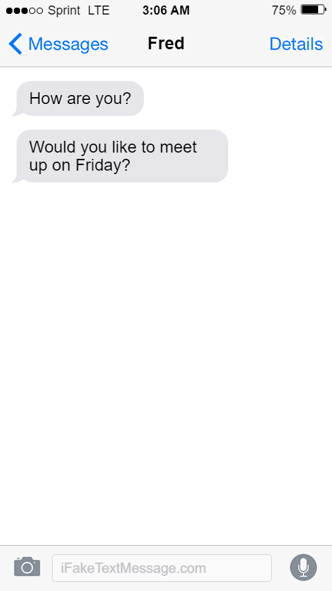 Sprint LTE 3:06 AM 75%
Messages Fred Details
How are you?
Would you like to meet
up on Friday?
iFakeTextMessage.com